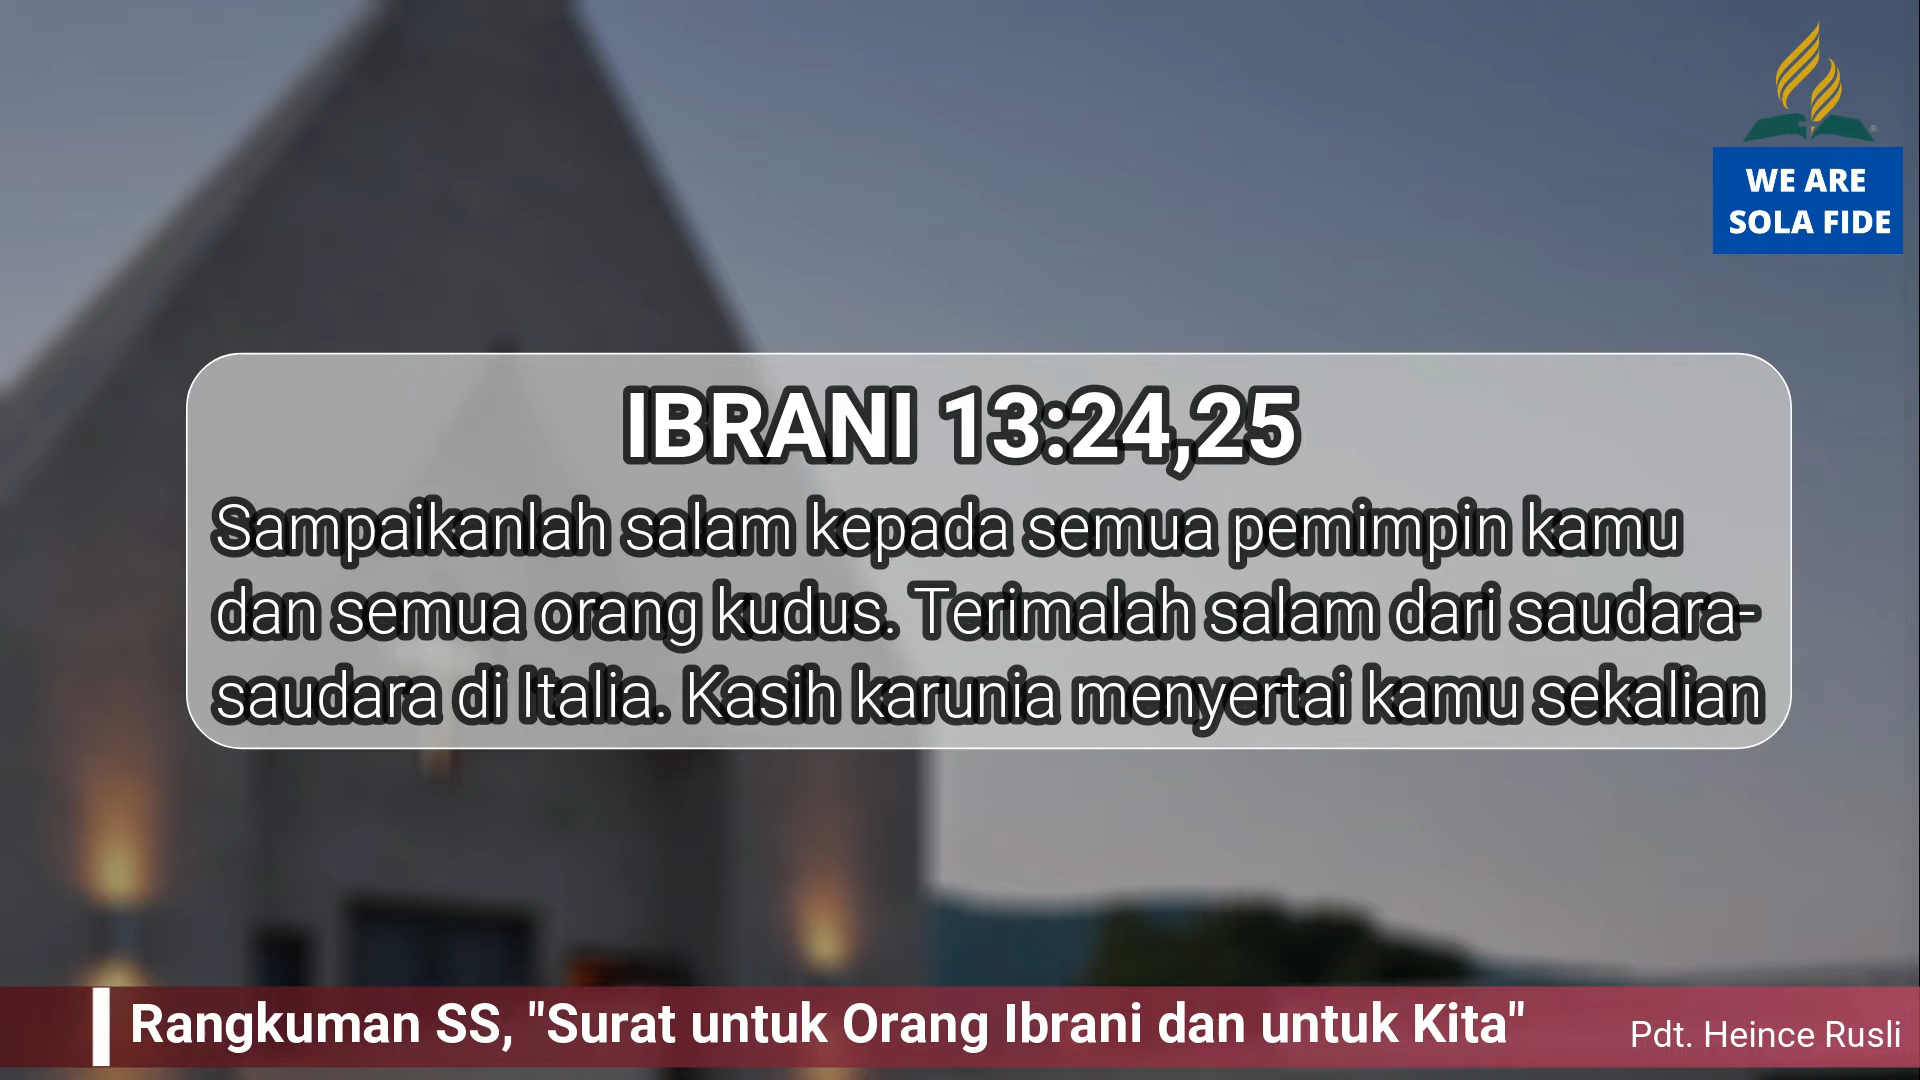 WE ARE
SOLA FIDE
IBRANI 13:24,25
Sampaikanlah salam kepada semua pemimpin kamu
dan semua orang kudus. Terimalah salam dari saudara-
saudara di Italia. Kasih karunia menyertai kamu sekalian
Rangkuman SS, "Surat untuk Orang Ibrani dan untuk Kita"
Pdt. Heince Rusli